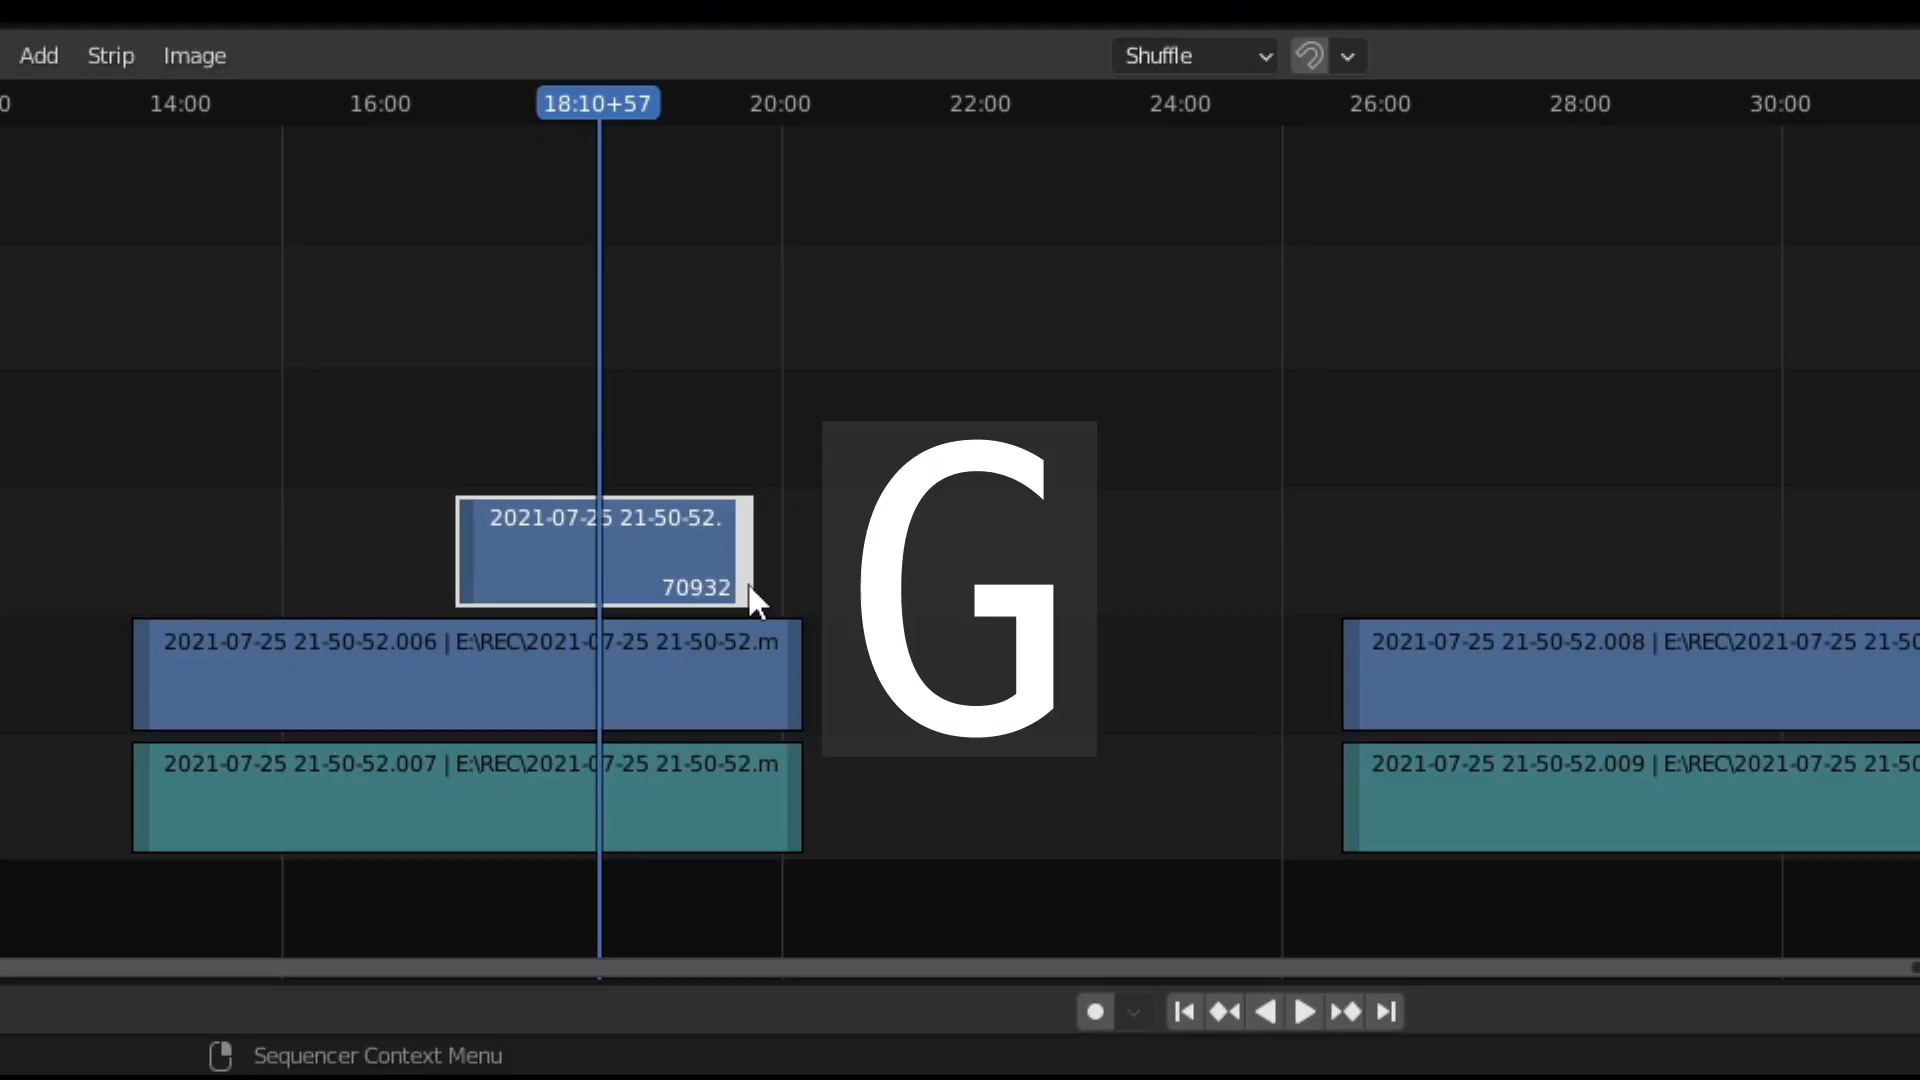 Add Strip Image Shuffle
0 14:00 16:00 18:10+57 20:00 22:00 24:00 26:00 28:00 30:00
2021-07-25 21-50-52.
70932
G
2021-07-25 21-50-52.006 | E:\REC\2021-07-25 21-50-52.m
2021-07-25 21-50-52.008 | E:\REC\2021-07-25 21-50
2021-07-25 21-50-52.007 | E:\REC\2021-07-25 21-50-52.m
2021-07-25 21-50-52.009 | E:\REC\2021-07-25 21-50
Sequencer Context Menu